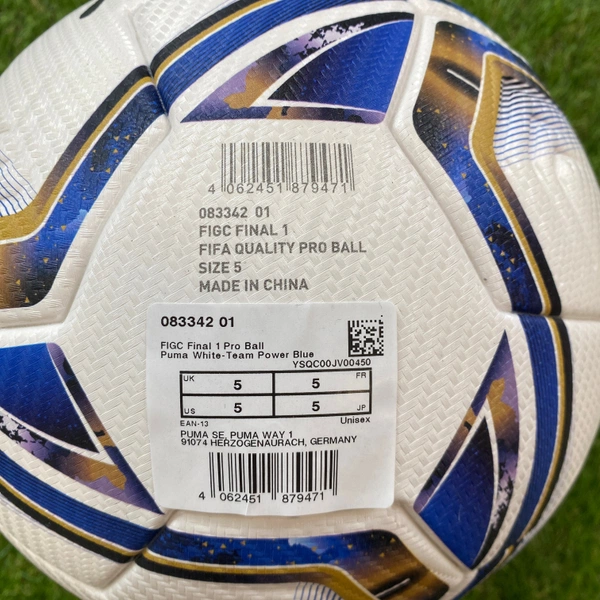 4 062451 879471
083342 01
FIGC FINAL 1
FIFA QUALITY PRO BALL
SIZE 5
MADE IN CHINA
083342 01
FIGC Final 1 Pro Ball
Puma White-Team Power Blue
YSQC00JV00450
UK 5 5 FR
US 5 5 JP
EAN-13 Unisex
PUMA SE, PUMA WAY 1
91074 HERZOGENAURACH, GERMANY
4 062451 879471